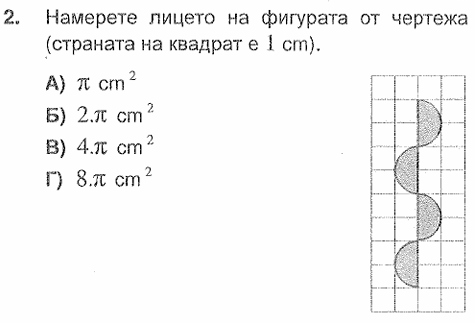 2. Намерете лицето на фигурата от чертежа
(страната на квадрат е 1 cm).
А) π cm²
Б) 2.π cm²
В) 4.π cm²
Г) 8.π cm²